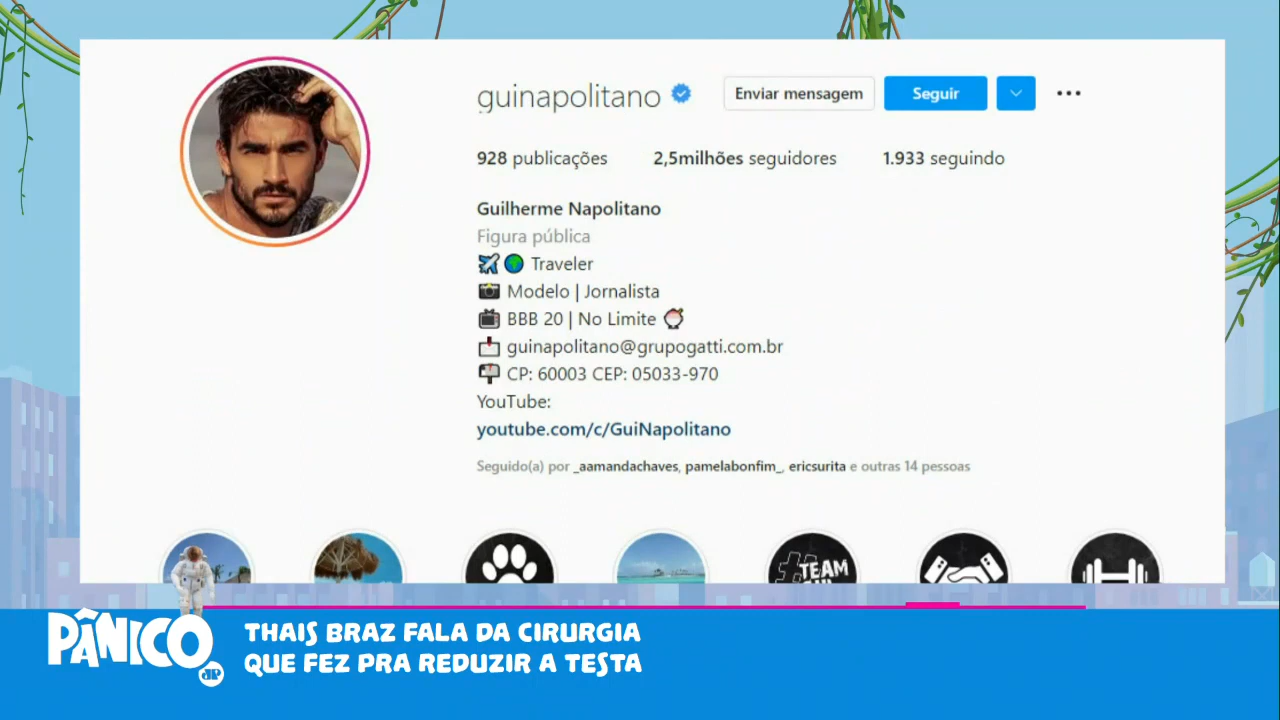 guinapolitano Enviar mensagem Seguir
928 publicações 2,5milhões seguidores 1.933 seguindo
Guilherme Napolitano
Figura pública
Traveler
Modelo | Jornalista
BBB 20 | No Limite
guinapolitano@grupogatti.com.br
CP: 60003 CEP: 05033-970
YouTube:
youtube.com/c/GuiNapolitano
Seguido(a) por _aamandachaves, pamelabonfim_, ericsurita e outras 14 pessoas
#TEAM
PÂNICO
JP
THAIS BRAZ FALA DA CIRURGIA
QUE FEZ PRA REDUZIR A TESTA